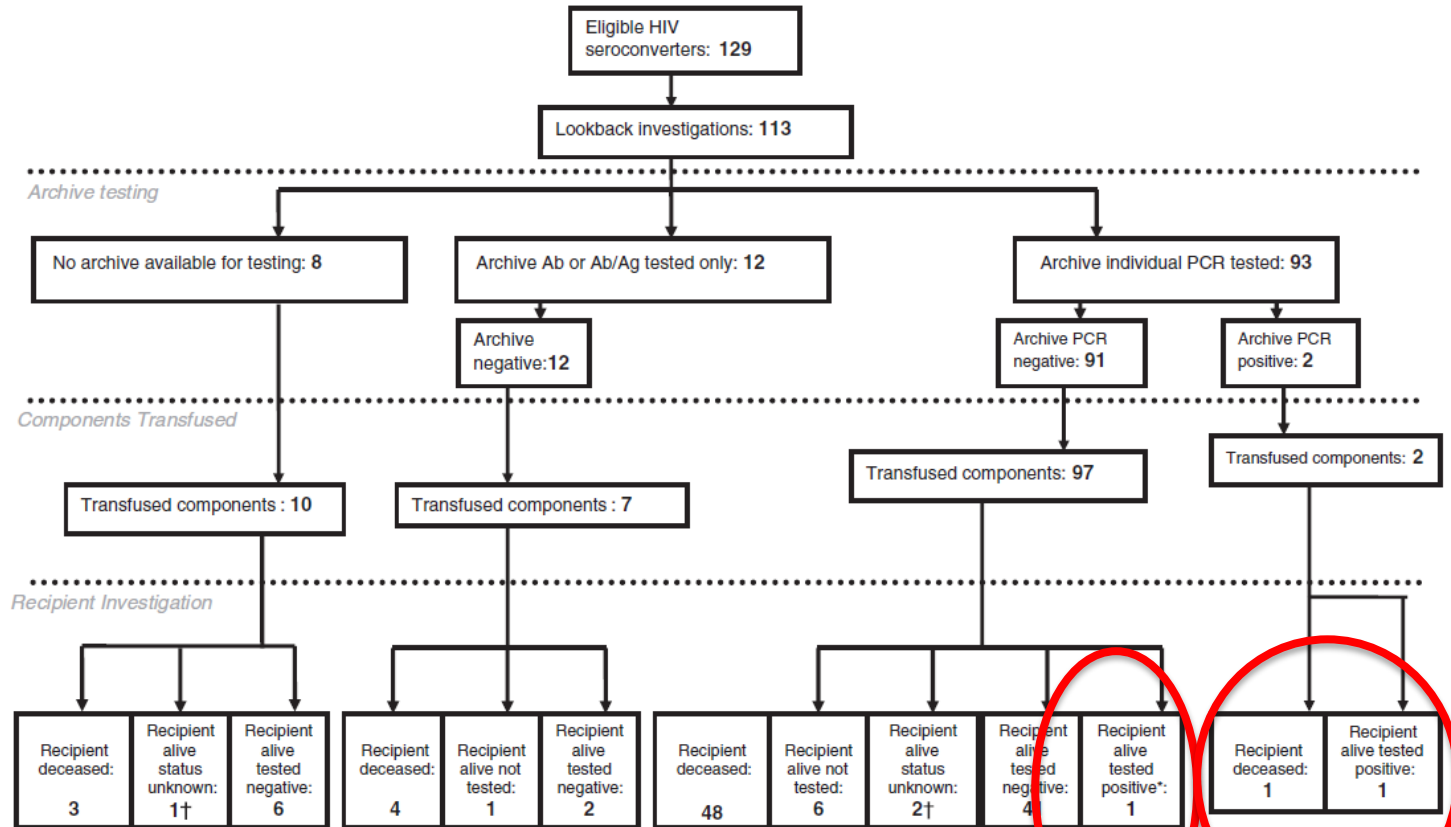 Eligible HIV
seroconverters: 129
Lookback investigations: 113
Archive testing
No archive available for testing: 8
Archive Ab or Ab/Ag tested only: 12
Archive individual PCR tested: 93
Archive
negative:12
Archive PCR
negative: 91
Archive PCR
positive: 2
Components Transfused
Transfused components : 10
Transfused components : 7
Transfused components: 97
Transfused components: 2
Recipient Investigation
Recipient
deceased:
3
Recipient
alive
status
unknown:
1†
Recipient
alive
tested
negative:
6
Recipient
deceased:
4
Recipient
alive not
tested:
1
Recipient
alive
tested
negative:
2
Recipient
deceased:
48
Recipient
alive not
tested:
6
Recipient
alive
status
unknown:
2†
Recipient
alive
tested
negative:
Recipient
alive
tested
positive*:
1
Recipient
deceased:
1
Recipient
alive tested
positive:
1